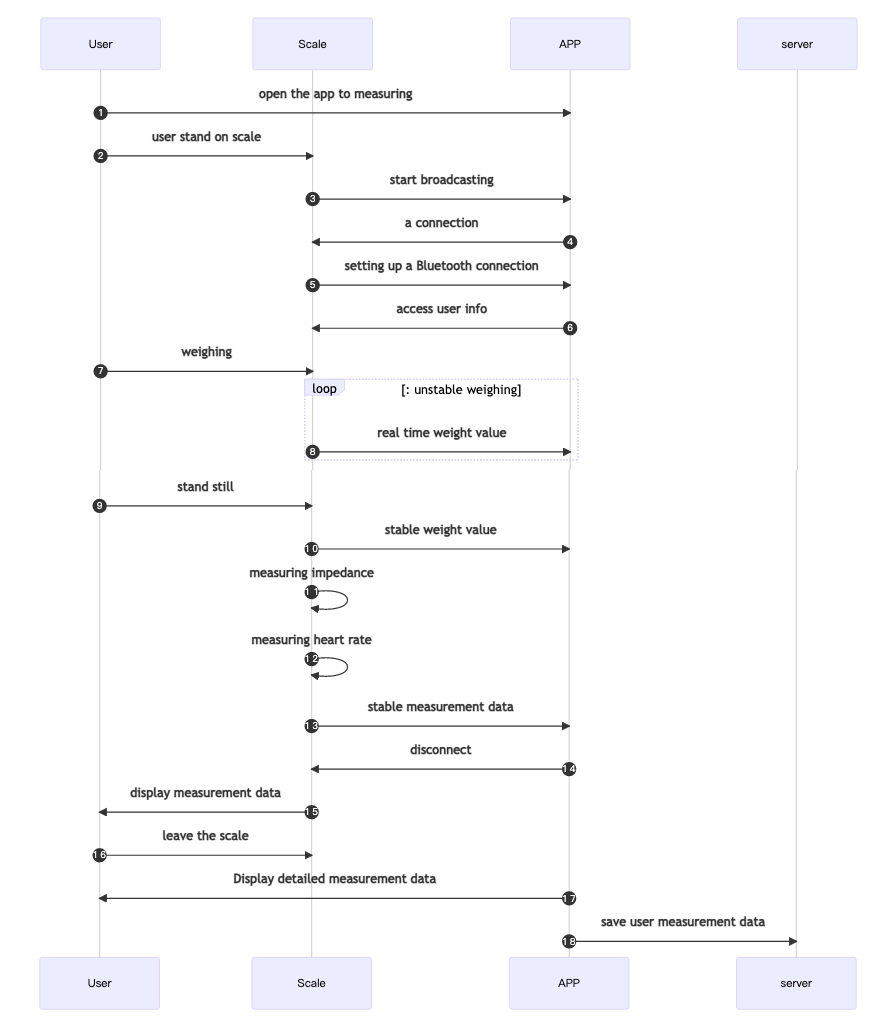 User
Scale
APP
server
open the app to measuring
1
user stand on scale
2
start broadcasting
3
a connection
4
setting up a Bluetooth connection
5
access user info
6
weighing
7
loop
[: unstable weighing]
real time weight value
8
stand still
9
stable weight value
10
measuring impedance
11
measuring heart rate
12
stable measurement data
13
disconnect
14
display measurement data
15
leave the scale
16
Display detailed measurement data
17
save user measurement data
18
User
Scale
APP
server